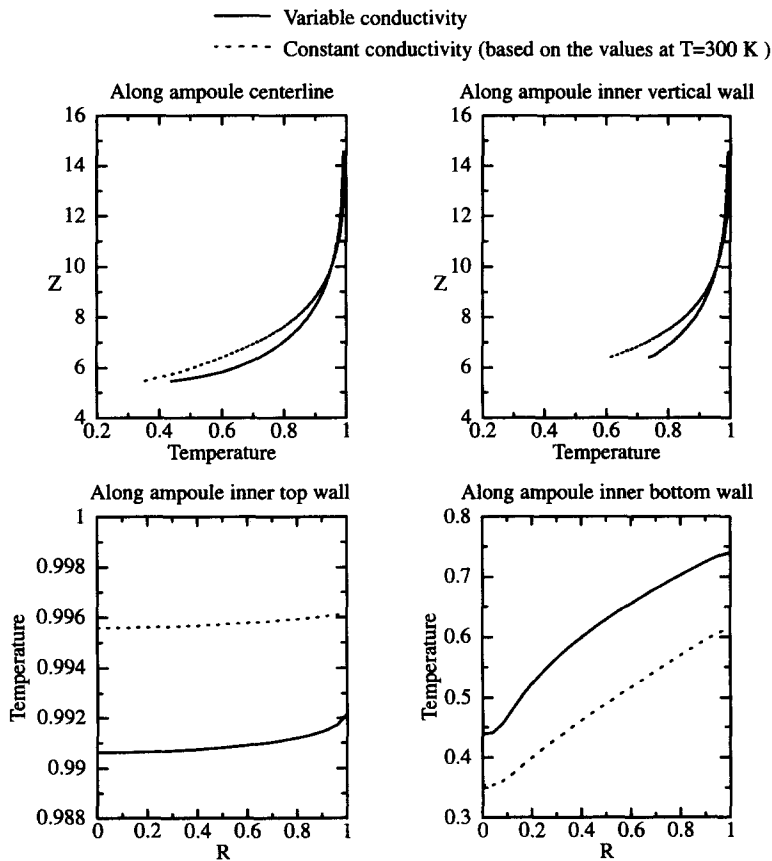 Variable conductivity
Constant conductivity (based on the values at T=300 K )
Along ampoule centerline
16
14
12
10
8
6
4
Z
0.2 0.4 0.6 0.8 1
Temperature
Along ampoule inner vertical wall
16
14
12
10
8
6
4
Z
0.2 0.4 0.6 0.8 1
Temperature
Along ampoule inner top wall
1
0.998
0.996
0.994
0.992
0.99
0.988
Temperature
0 0.2 0.4 0.6 0.8 1
R
Along ampoule inner bottom wall
0.8
0.7
0.6
0.5
0.4
0.3
Temperature
0 0.2 0.4 0.6 0.8 1
R